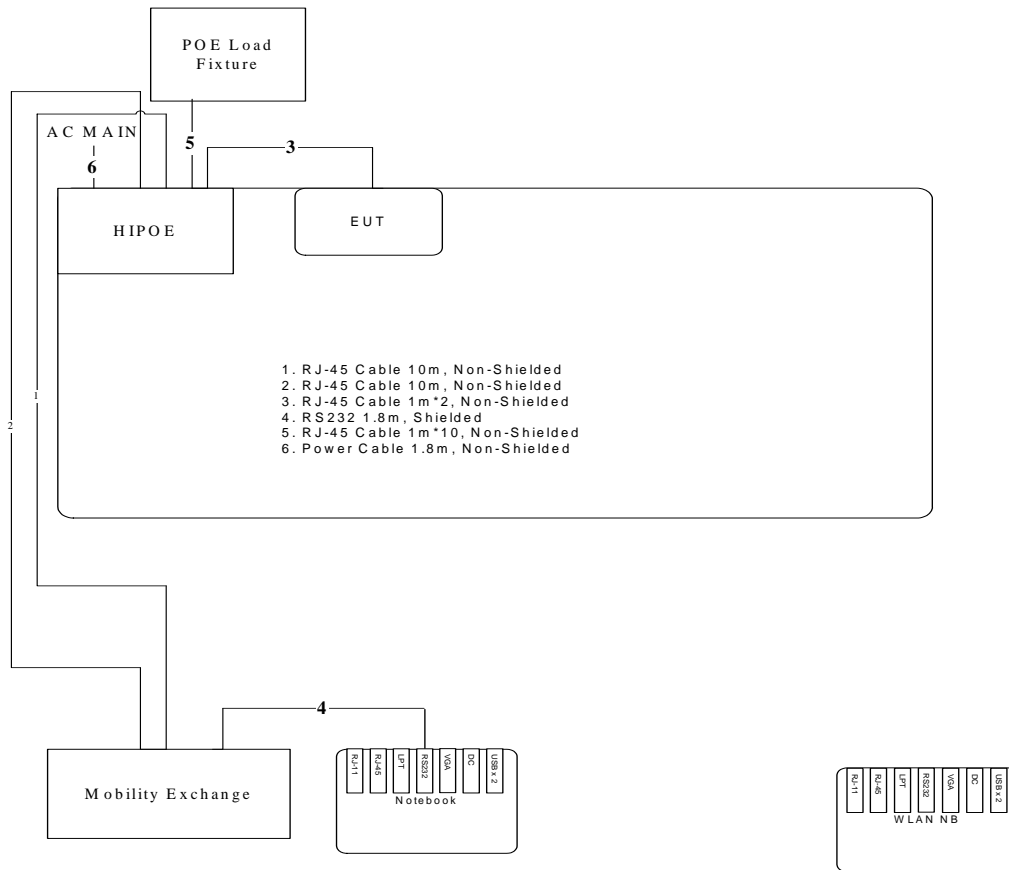 POE Load
Fixture
AC MAIN
5
3
6
HIPOE
EUT
1. RJ-45 Cable 10m, Non-Shielded
2. RJ-45 Cable 10m, Non-Shielded
3. RJ-45 Cable 1m*2, Non-Shielded
4. RS232 1.8m, Shielded
5. RJ-45 Cable 1m*10, Non-Shielded
6. Power Cable 1.8m, Non-Shielded
1
2
4
Mobility Exchange
RJ-11
RJ-45
LPT
RS232
VGA
DC
USB x 2
Notebook
RJ-11
RJ-45
LPT
RS232
VGA
DC
USB x 2
WLAN NB